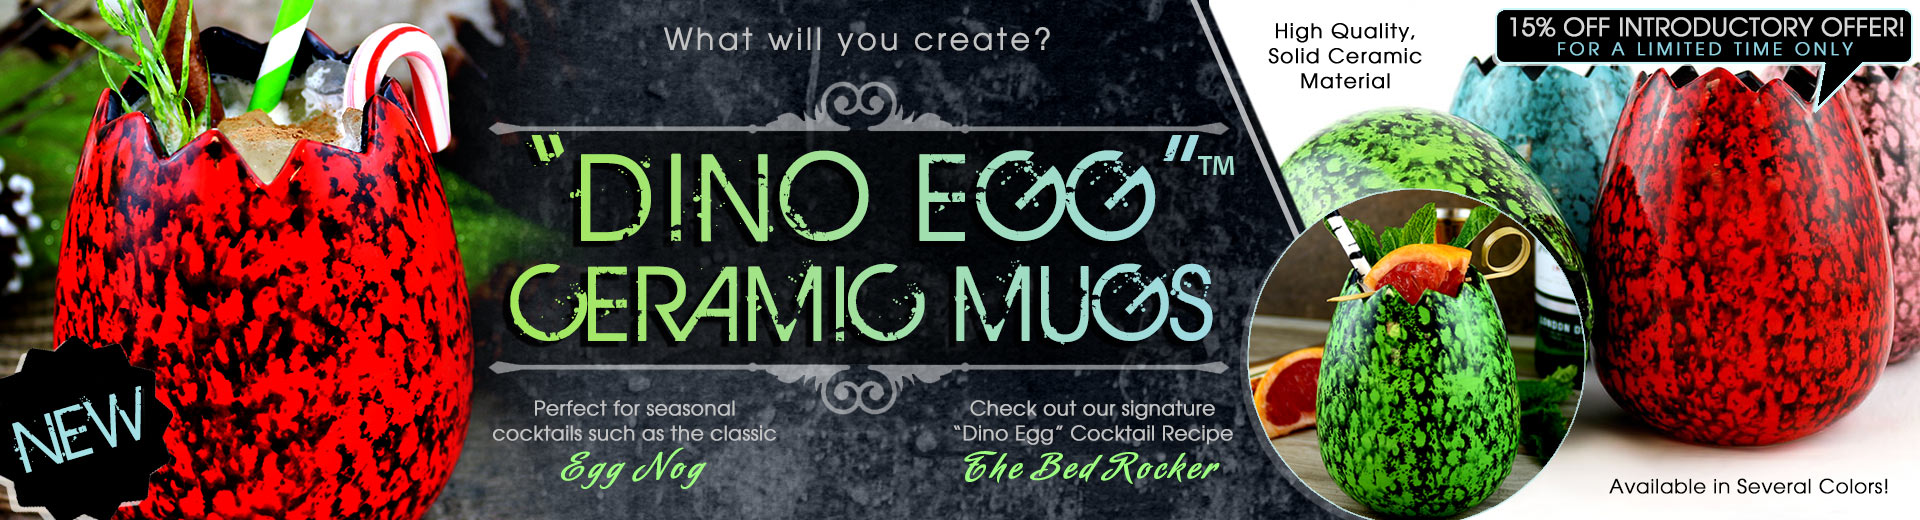 What will you create?
"DINO EGG"™
CERAMIC MUGS
Perfect for seasonal
cocktails such as the classic
Egg Nog
Check out our signature
"Dino Egg" Cocktail Recipe
The Bed Rocker
NEW
High Quality,
Solid Ceramic
Material
15% OFF INTRODUCTORY OFFER!
FOR A LIMITED TIME ONLY
LONDON D
Available in Several Colors!